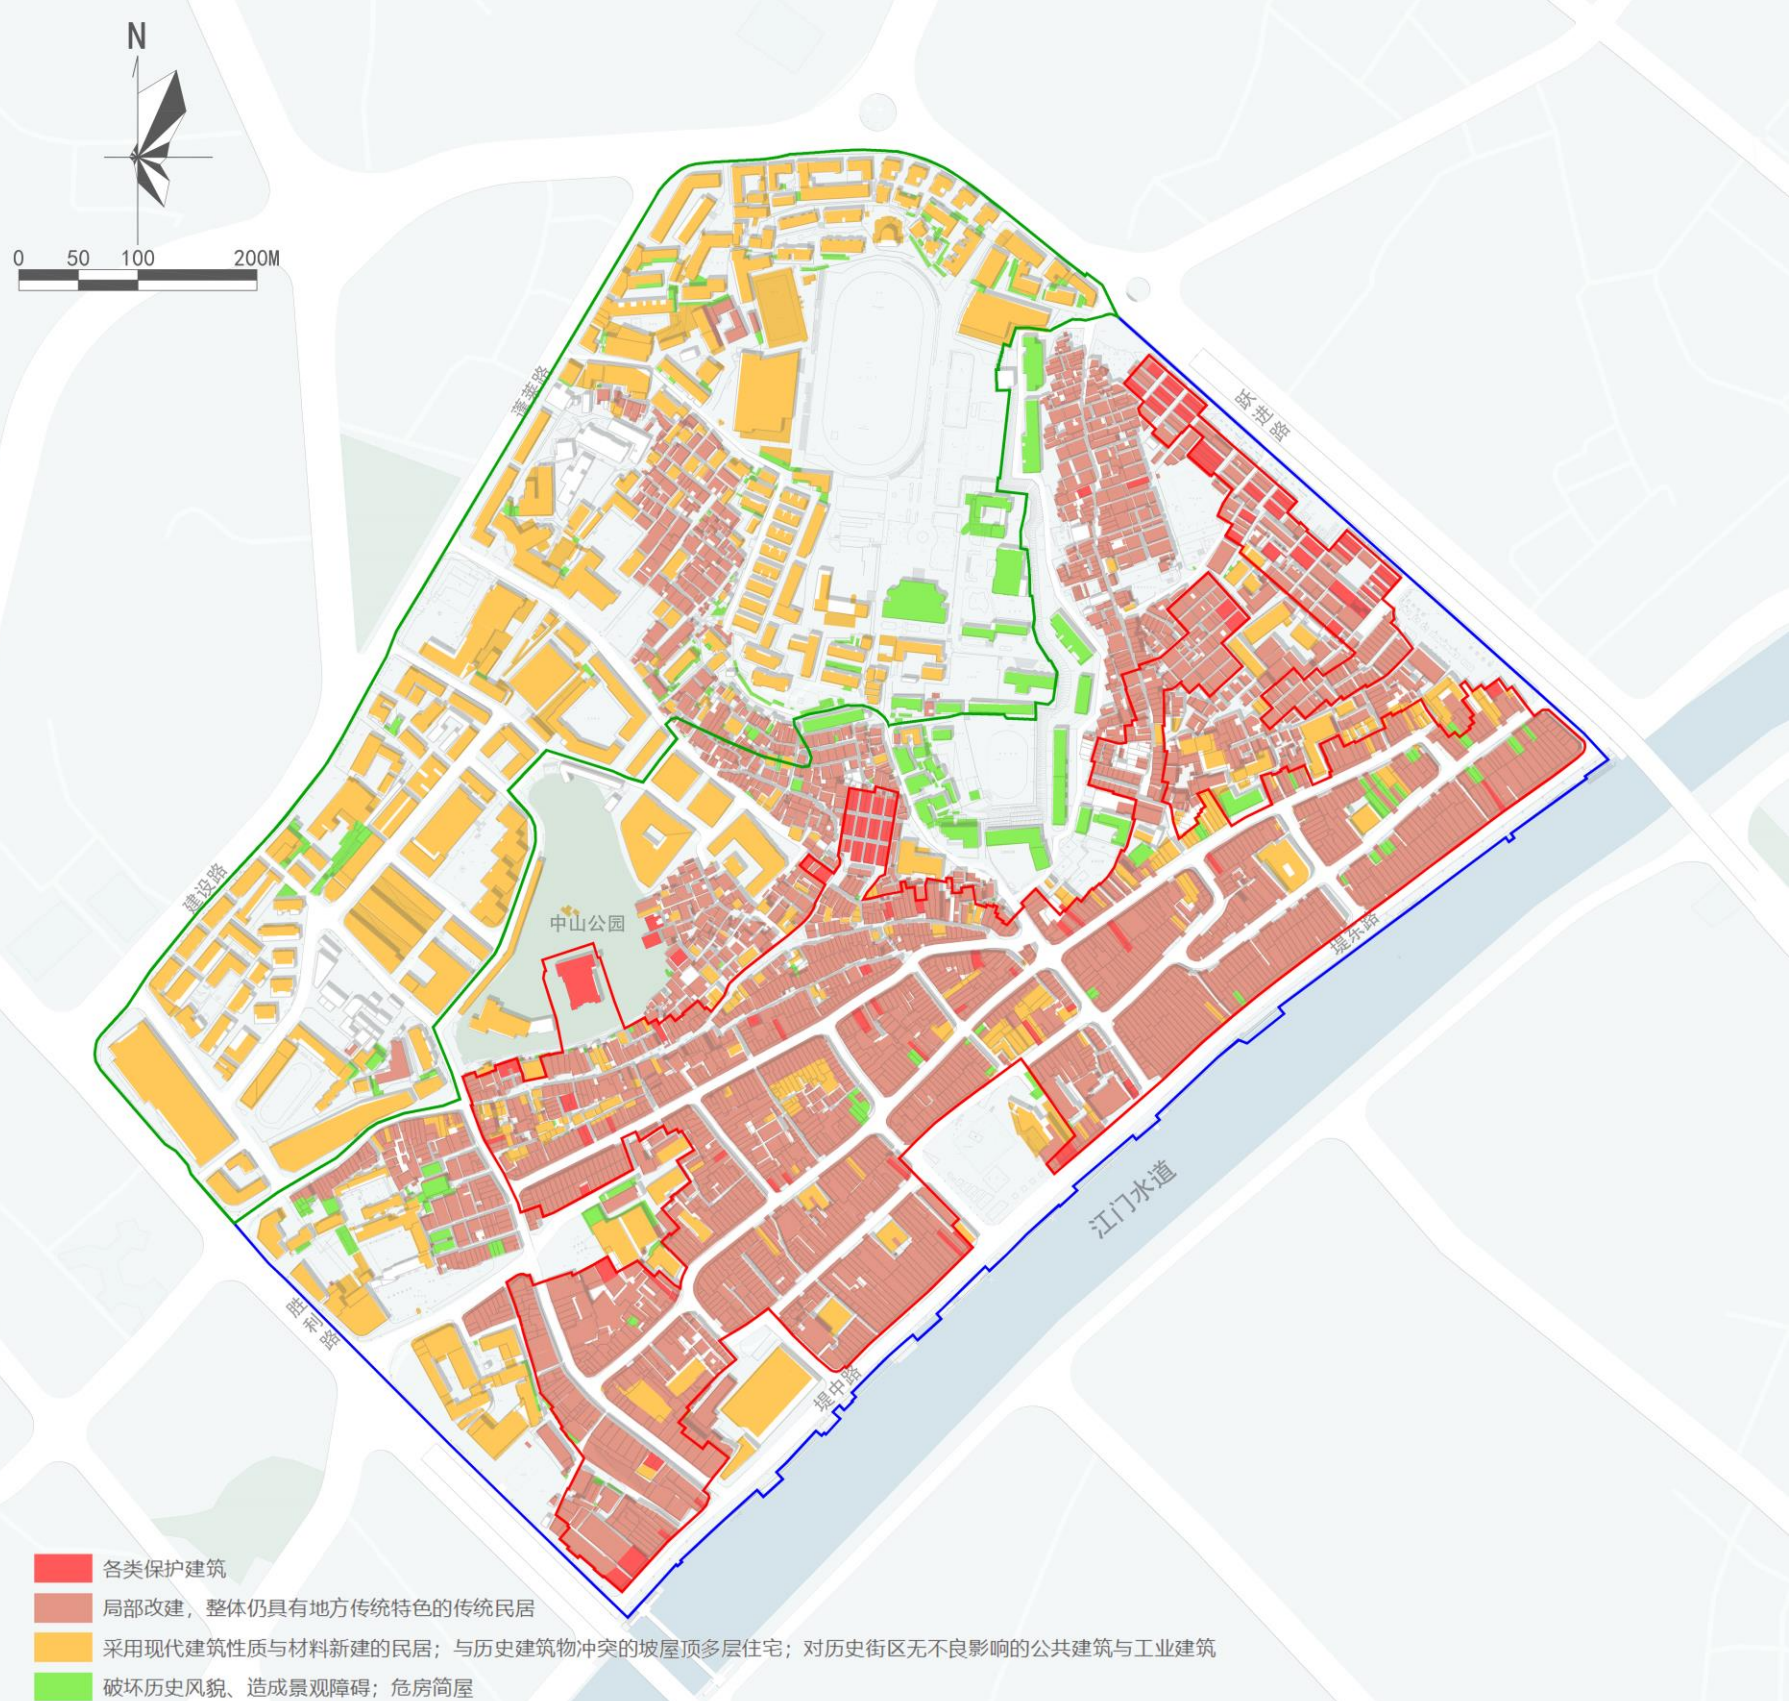 N
0 50 100 200M
蓬莱路
跃进路
建设路
中山公园
堤东路
江门水道
胜利路
堤中路
各类保护建筑
局部改建，整体仍具有地方传统特色的传统民居
采用现代建筑性质与材料新建的民居；与历史建筑物冲突的坡屋顶多层住宅；对历史街区无不良影响的公共建筑与工业建筑
破坏历史风貌、造成景观障碍；危房简屋